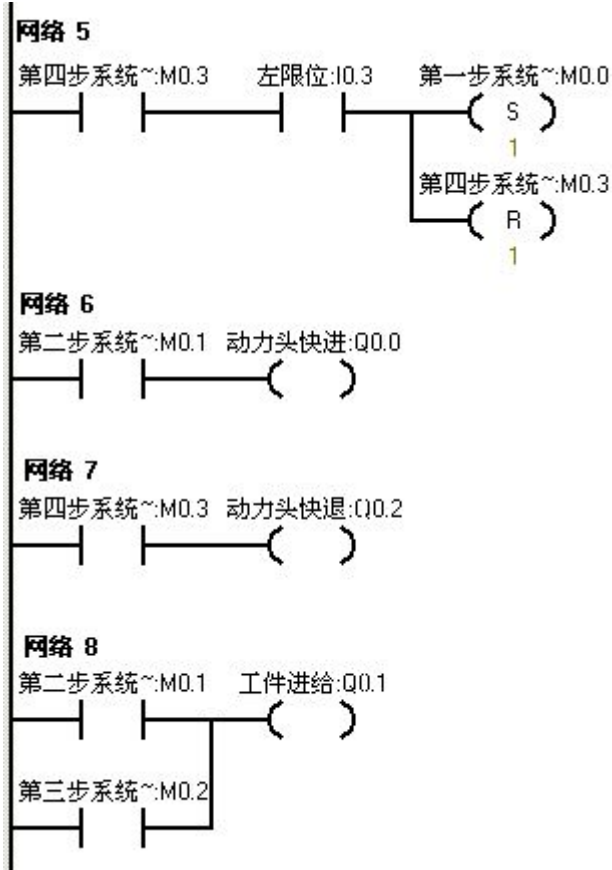 网络 5
第四步系统~:M0.3 左限位:I0.3 第一步系统~:M0.0
S
1
第四步系统~:M0.3
R
1
网络 6
第二步系统~:M0.1 动力头快进:Q0.0
网络 7
第四步系统~:M0.3 动力头快退:Q0.2
网络 8
第二步系统~:M0.1 工件进给:Q0.1
第三步系统~:M0.2